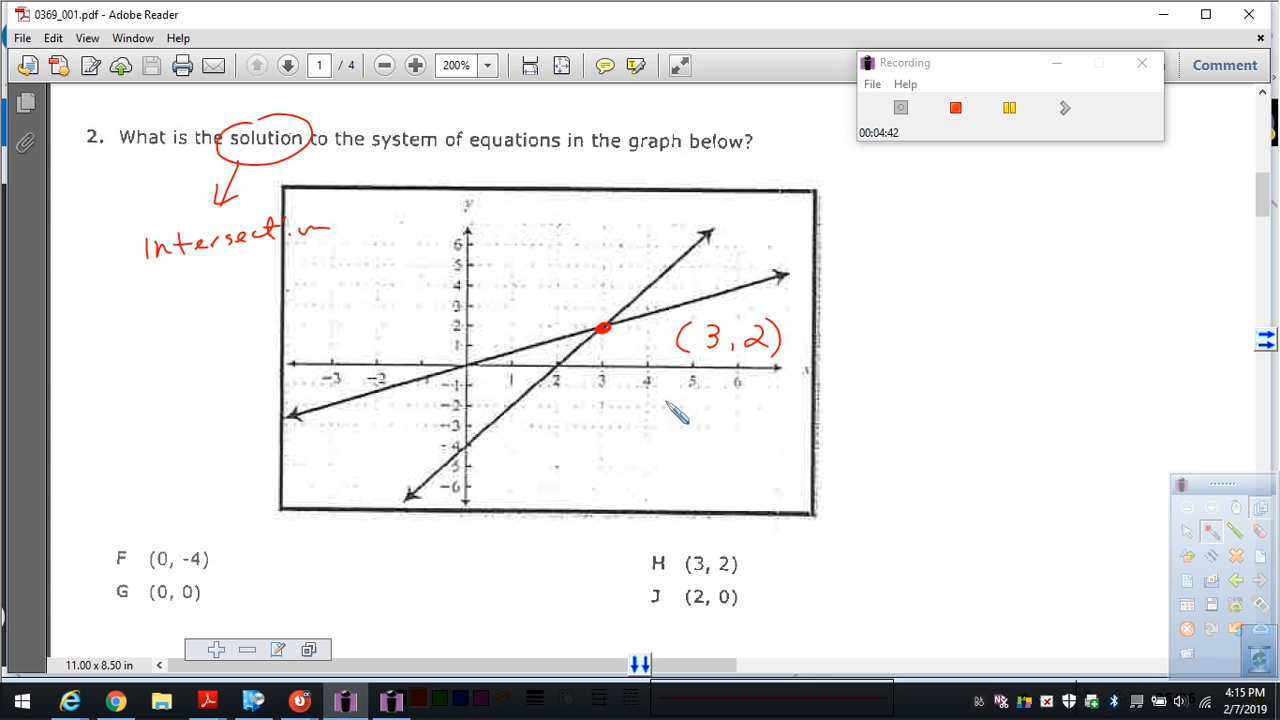 0369_001.pdf - Adobe Reader
File Edit View Window Help
1 / 4 200% Comment
Recording
File Help
00:04:42
2. What is the solution to the system of equations in the graph below?
Intersection
y
6
5
4
3
2
1
-3 -2 -1 1 2 3 4 5 6 x
-1
-2
-3
-4
5
-6
(3, 2)
F (0, -4)
G (0, 0)
H (3, 2)
J (2, 0)
11.00 x 8.50 in
4:15 PM
2/7/2019